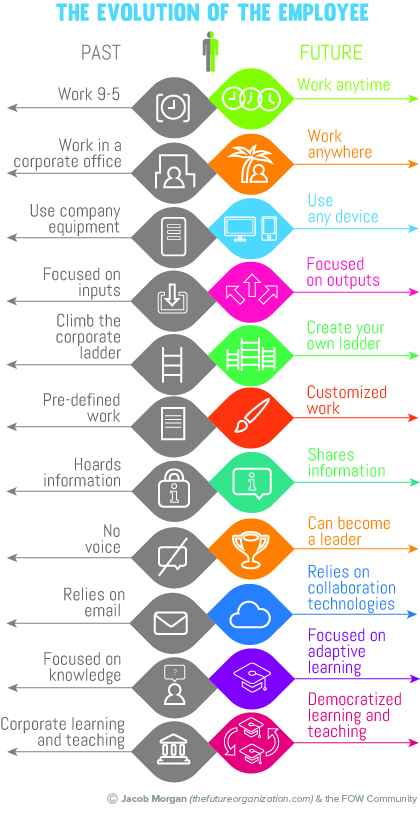 THE EVOLUTION OF THE EMPLOYEE
PAST
FUTURE
Work 9-5
Work anytime
Work in a
corporate office
Work
anywhere
Use company
equipment
Use
any device
Focused on
inputs
Focused
on outputs
Climb the
corporate
ladder
Create your
own ladder
Pre-defined
work
Customized
work
Hoards
information
Shares
information
No
voice
Can become
a leader
Relies on
email
Relies on
collaboration
technologies
Focused on
knowledge
Focused on
adaptive
learning
Corporate learning
and teaching
Democratized
learning and
teaching
© Jacob Morgan (thefutureorganization.com) & the FOW Community